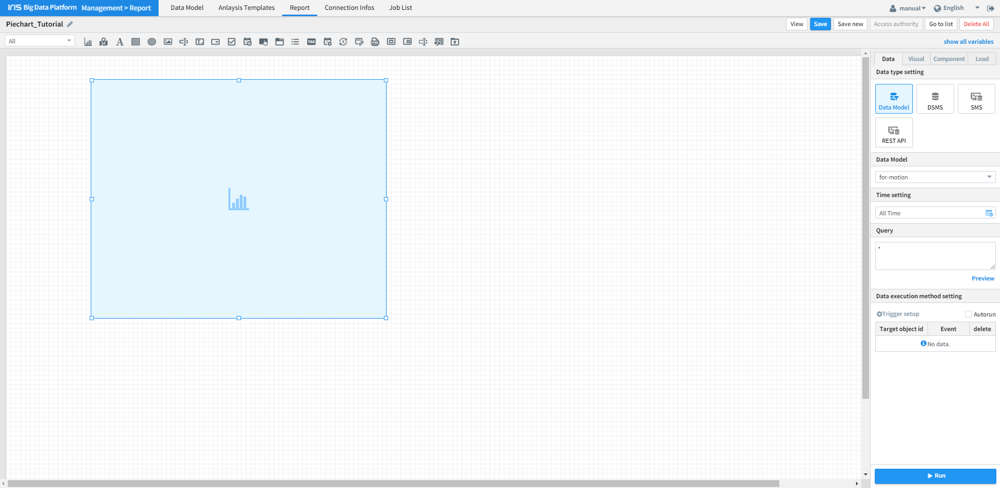 IRIS Big Data Platform Management > Report
Data Model Anlaysis Templates Report Connection Infos Job List
manual English
Piechart_Tutorial
View Save Save new Access authority Go to list Delete All
All
A
T
TAG
HTML
show all variables
Data Visual Component Load
Data type setting
Data Model DSMS SMS
REST API
Data Model
for-motion
Time setting
All Time
Query
*
Preview
Data execution method setting
Trigger setup Autorun
Target object id Event delete
No data.
Run